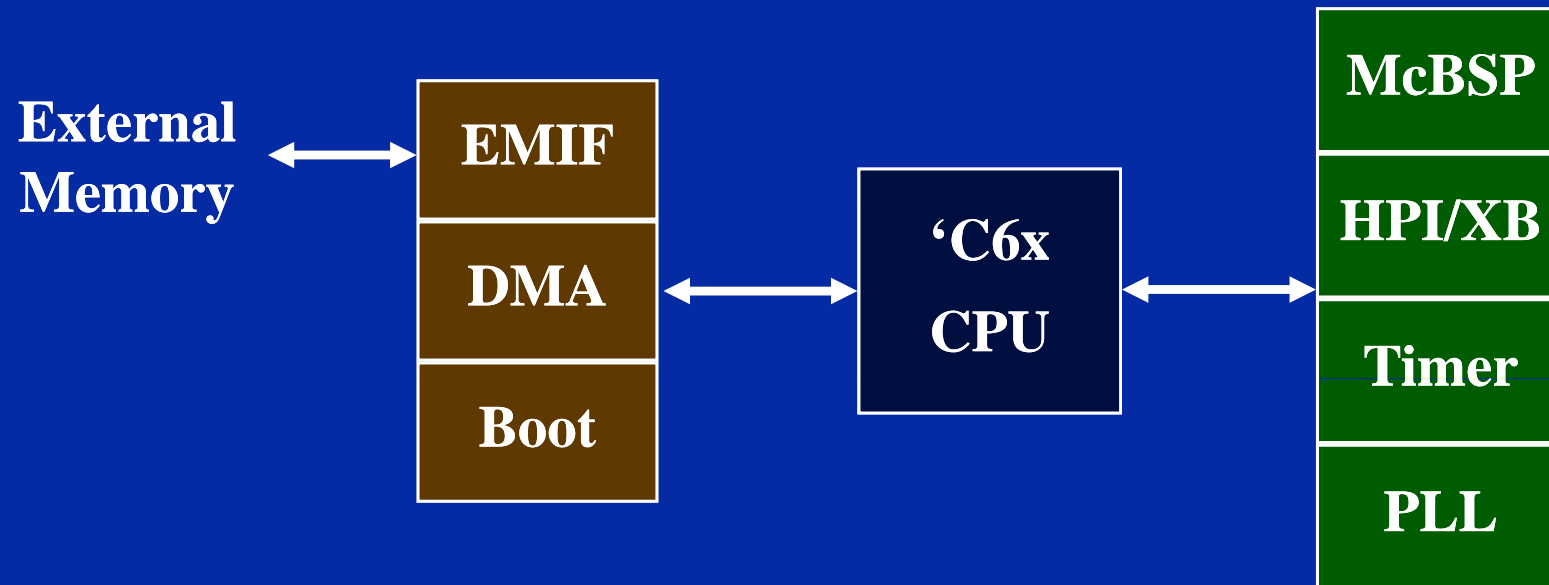 External
Memory
EMIF
DMA
Boot
‘C6x
CPU
McBSP
HPI/XB
Timer
PLL